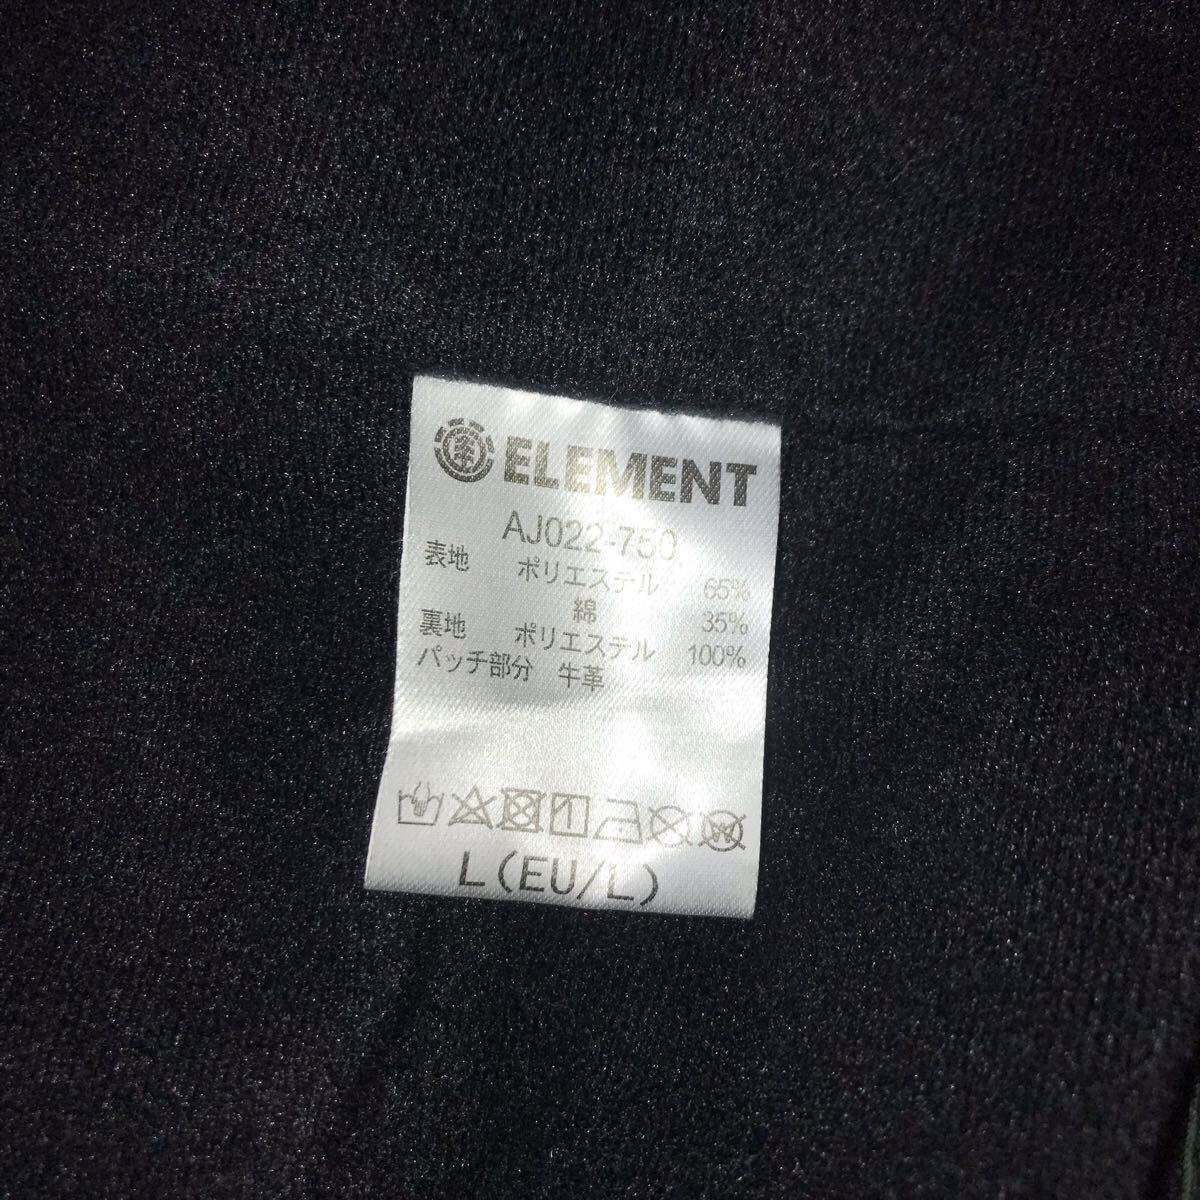 ELEMENT
AJ022-750
表地 ポリエステル 65%
綿 35%
裏地 ポリエステル 100%
パッチ部分 牛革
L(EU/L)